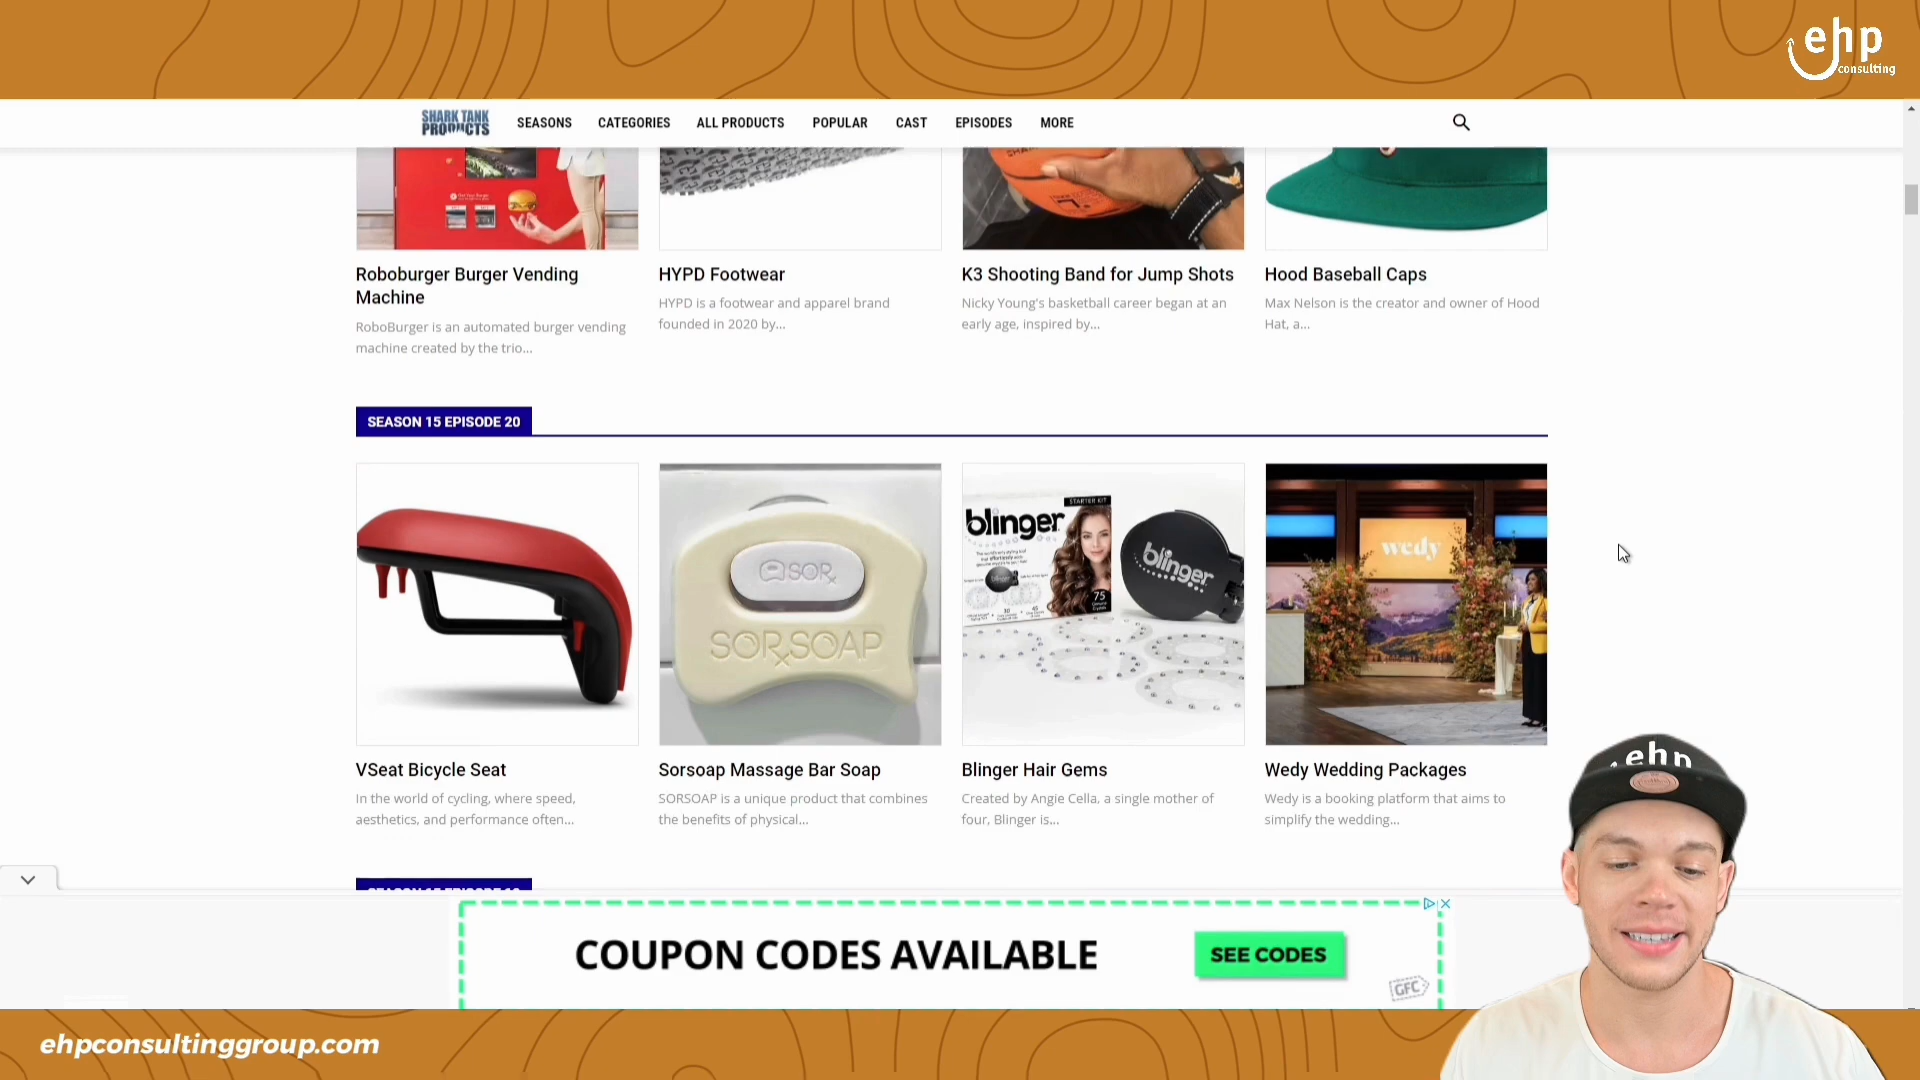 ehp
consulting
SHARK TANK
PRODUCTS
SEASONS
CATEGORIES
ALL PRODUCTS
POPULAR
CAST
EPISODES
MORE
Roboburger Burger Vending
Machine
RoboBurger is an automated burger vending
machine created by the trio...
HYPD Footwear
HYPD is a footwear and apparel brand
founded in 2020 by...
K3 Shooting Band for Jump Shots
Nicky Young's basketball career began at an
early age, inspired by...
Hood Baseball Caps
Max Nelson is the creator and owner of Hood
Hat, a...
SEASON 15 EPISODE 20
SOR
SORxSOAP
STARTER KIT
blinger
75
blinger
wedy
VSeat Bicycle Seat
In the world of cycling, where speed,
aesthetics, and performance often...
Sorsoap Massage Bar Soap
SORSOAP is a unique product that combines
the benefits of physical...
Blinger Hair Gems
Created by Angie Cella, a single mother of
four, Blinger is...
Wedy Wedding Packages
Wedy is a booking platform that aims to
simplify the wedding...
ehp
COUPON CODES AVAILABLE
SEE CODES
GFC
ehpconsultinggroup.com